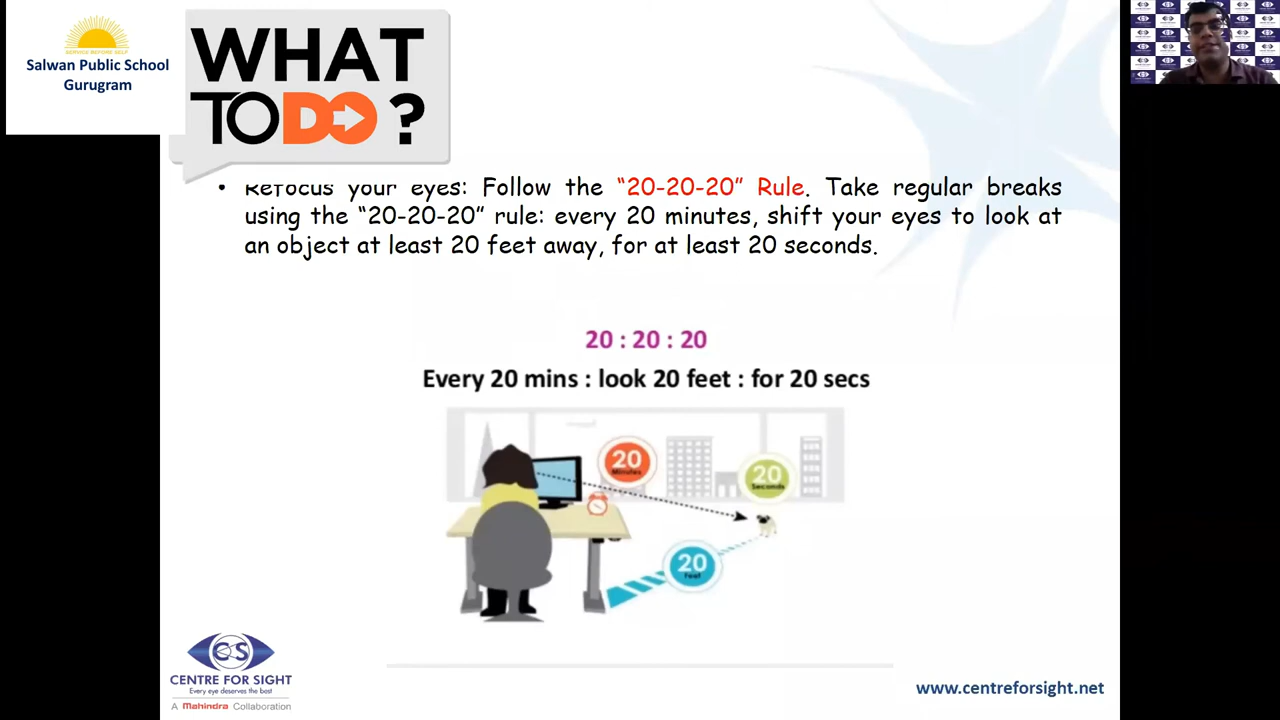 SERVICE BEFORE SELF
Salwan Public School
Gurugram
WHAT
TO DO ?
• Refocus your eyes: Follow the “20-20-20” Rule. Take regular breaks
using the “20-20-20” rule: every 20 minutes, shift your eyes to look at
an object at least 20 feet away, for at least 20 seconds.
20 : 20 : 20
Every 20 mins : look 20 feet : for 20 secs
20
Minutes
20
Seconds
20
Feet
CS
CENTRE FOR SIGHT
Every eye deserves the best
A Mahindra Collaboration
www.centreforsight.net